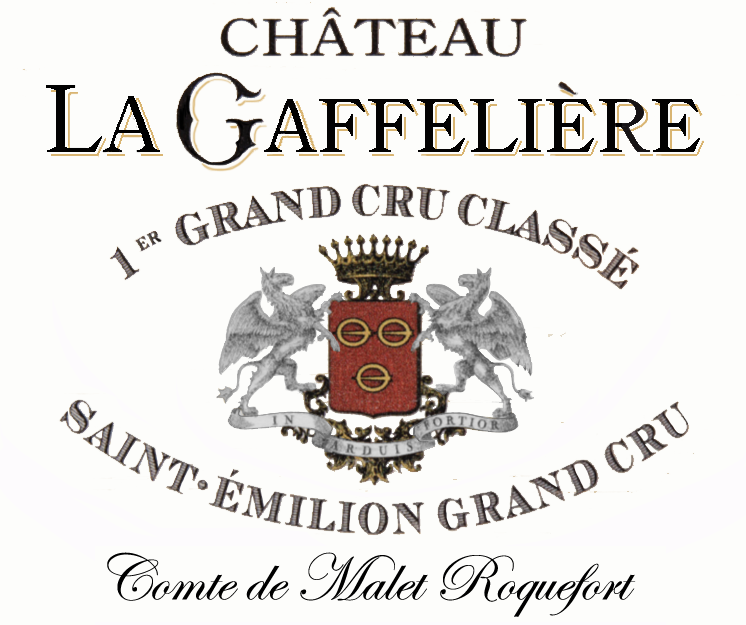 CHÂTEAU
LA GAFFELIÈRE
1ER GRAND CRU CLASSÉ
IN ARDUIS FORTIOR
SAINT-ÉMILION GRAND CRU
Comte de Malet Roquefort